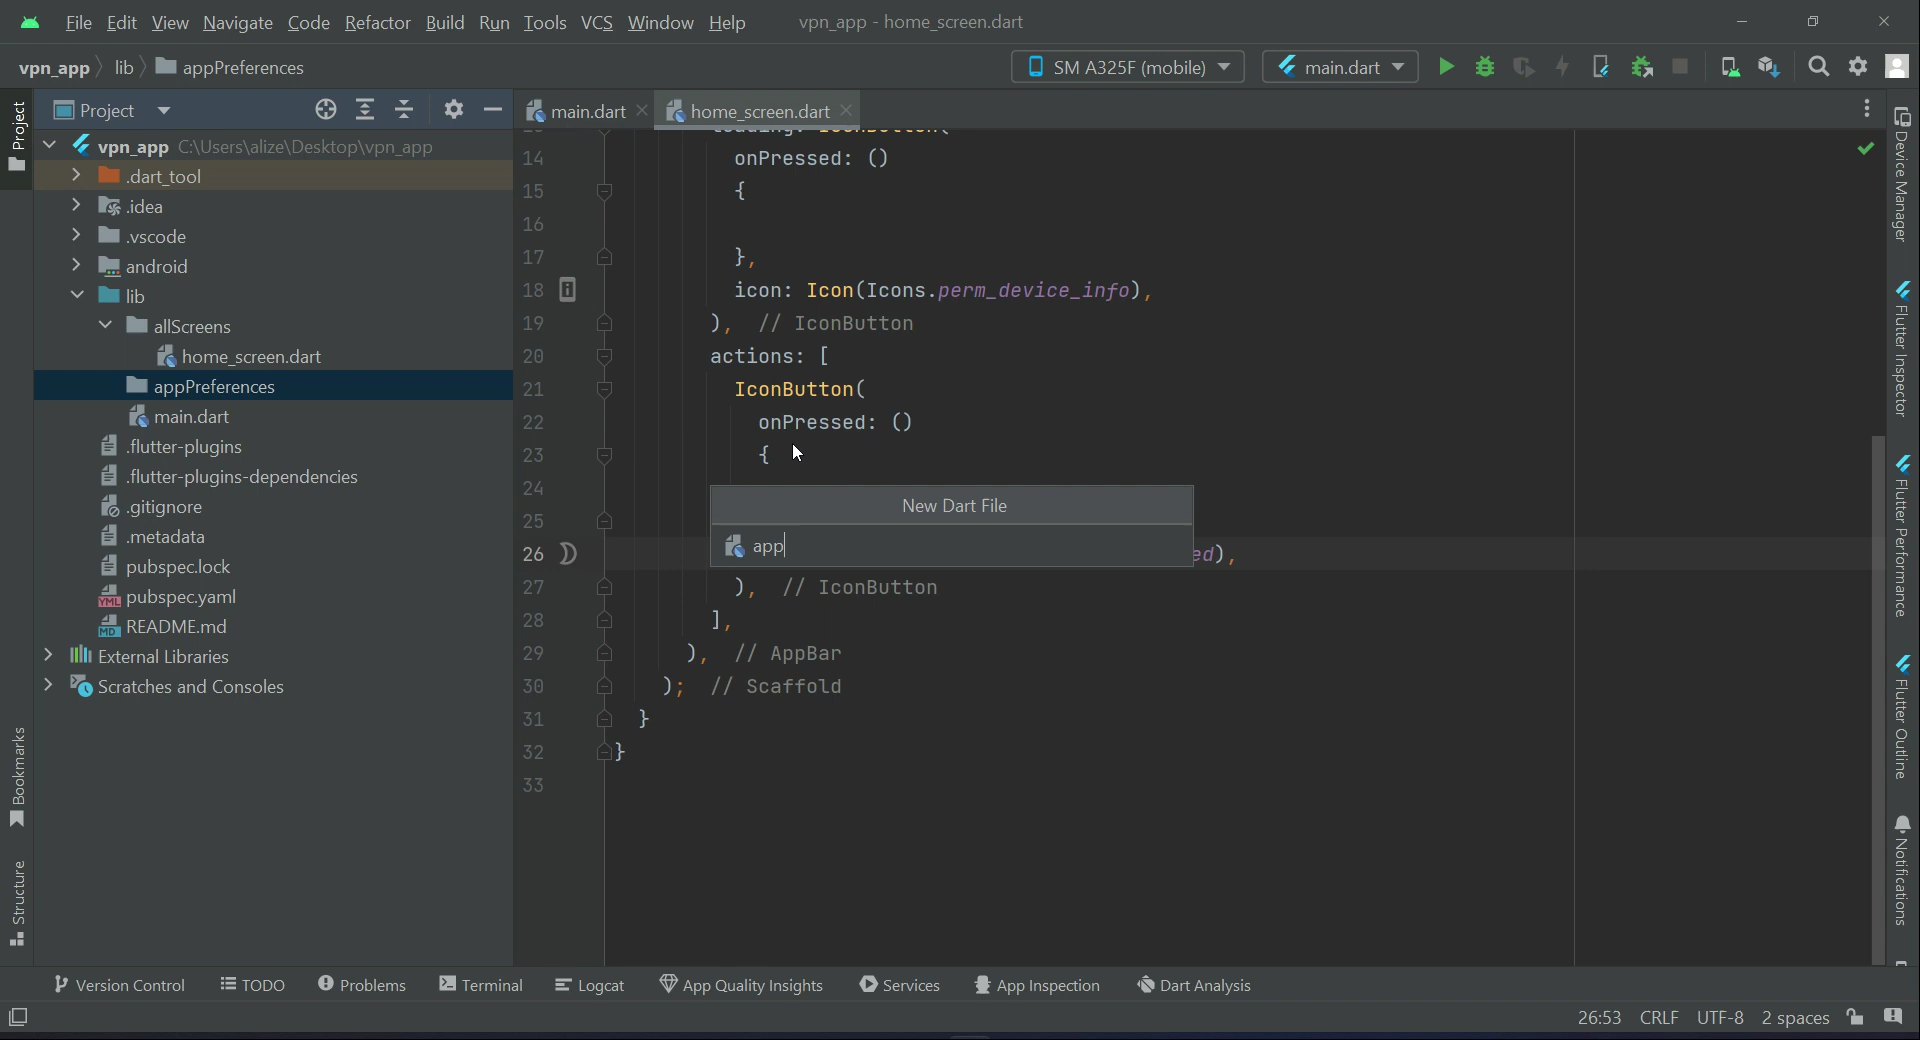 File Edit View Navigate Code Refactor Build Run Tools VCS Window Help vpn_app - home_screen.dart
vpn_app lib appPreferences SM A325F (mobile) main.dart
Project
Project
main.dart
home_screen.dart
vpn_app C:\Users\alize\Desktop\vpn_app
.dart_tool
.idea
.vscode
android
lib
allScreens
home_screen.dart
appPreferences
main.dart
.flutter-plugins
.flutter-plugins-dependencies
.gitignore
.metadata
pubspec.lock
pubspec.yaml
README.md
External Libraries
Scratches and Consoles
Bookmarks
Structure
14 onPressed: ()
15 {
16
17 },
18 icon: Icon(Icons.perm_device_info),
19 ), // IconButton
20 actions: [
21 IconButton(
22 onPressed: ()
23 {
24
25
26 ed),
27 ), // IconButton
28 ],
29 ), // AppBar
30 ); // Scaffold
31 }
32 }
33
New Dart File
app
Device Manager
Flutter Inspector
Flutter Performance
Flutter Outline
Notifications
Version Control TODO Problems Terminal Logcat App Quality Insights Services App Inspection Dart Analysis
26:53 CRLF UTF-8 2 spaces